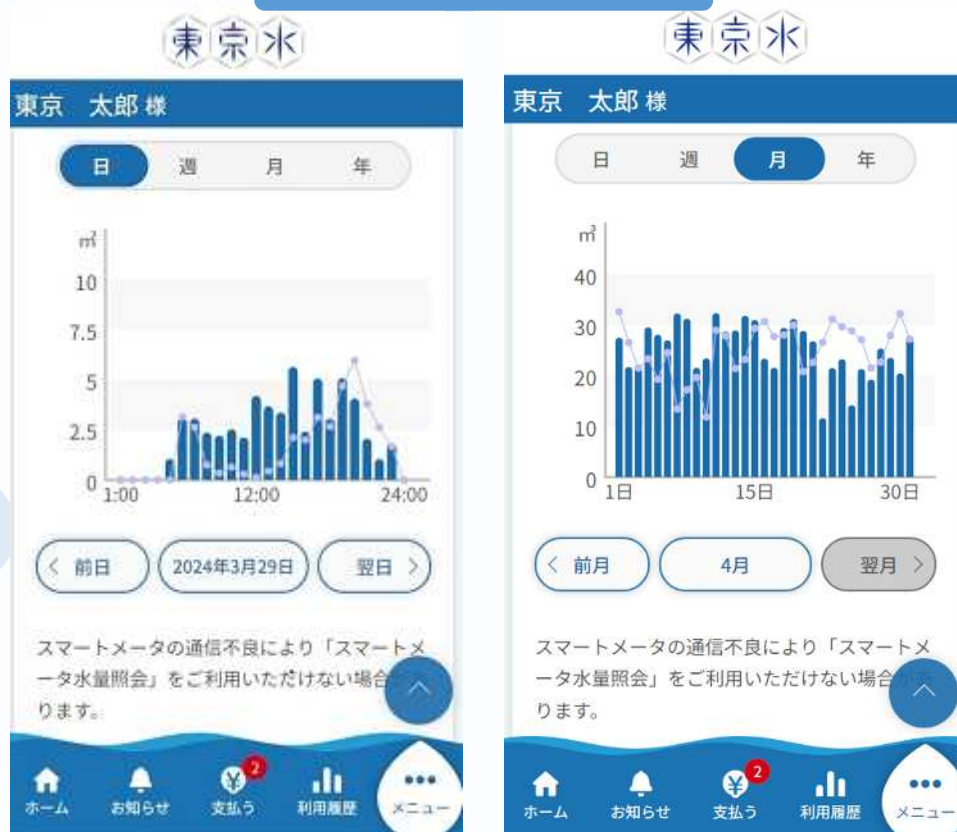 東京水
東京　太郎 様
日 週 月 年
㎥
10
7.5
5
2.5
0
1:00 12:00 24:00
前日 2024年3月29日 翌日
スマートメータの通信不良により「スマートメ
ータ水量照会」をご利用いただけない場合
ります。
ホーム お知らせ 支払う 2 利用履歴 メニュー
東京水
東京　太郎 様
日 週 月 年
㎥
40
30
20
10
0
1日 15日 30日
前月 4月 翌月
スマートメータの通信不良により「スマートメ
ータ水量照会」をご利用いただけない場合
ります。
ホーム お知らせ 支払う 2 利用履歴 メニュー